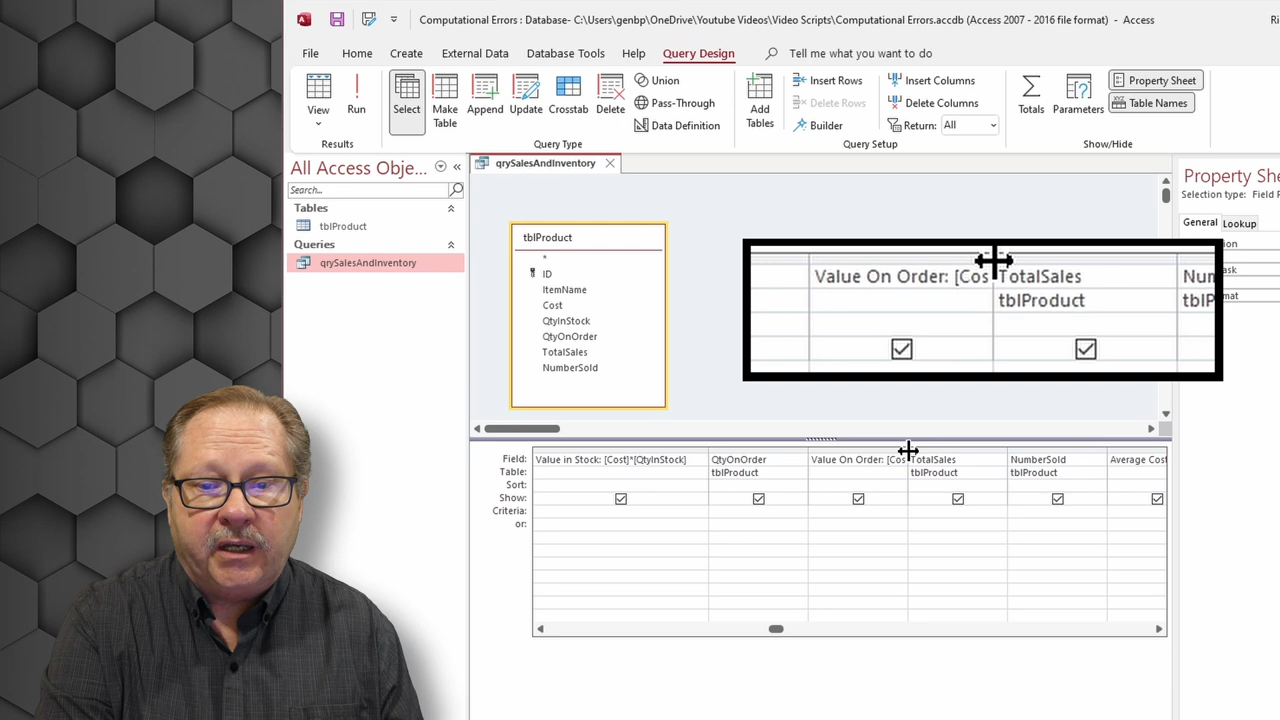 Computational Errors : Database- C:\Users\genbp\OneDrive\Youtube Videos\Video Scripts\Computational Errors.accdb (Access 2007 - 2016 file format) - Access
Ri
File Home Create External Data Database Tools Help Query Design Tell me what you want to do
View Run Select Make Table Append Update Crosstab Delete
Union
Pass-Through
Data Definition
Add Tables
Insert Rows
Delete Rows
Builder
Insert Columns
Delete Columns
Return: All
Totals Parameters
Property Sheet
Table Names
Results Query Type Query Setup Show/Hide
All Access Obje...
Search...
Tables
tblProduct
Queries
qrySalesAndInventory
qrySalesAndInventory
tblProduct
*
ID
ItemName
Cost
QtyInStock
QtyOnOrder
TotalSales
NumberSold
Property She
Selection type: Field P
General Lookup
ion
ask
mat
Value On Order: [Cos TotalSales Num
tblProduct tblP
Field: Value in Stock: [Cost]*[QtyInStock] QtyOnOrder Value On Order: [Cos TotalSales NumberSold Average Cost
Table: tblProduct tblProduct tblProduct
Sort:
Show:
Criteria:
or: